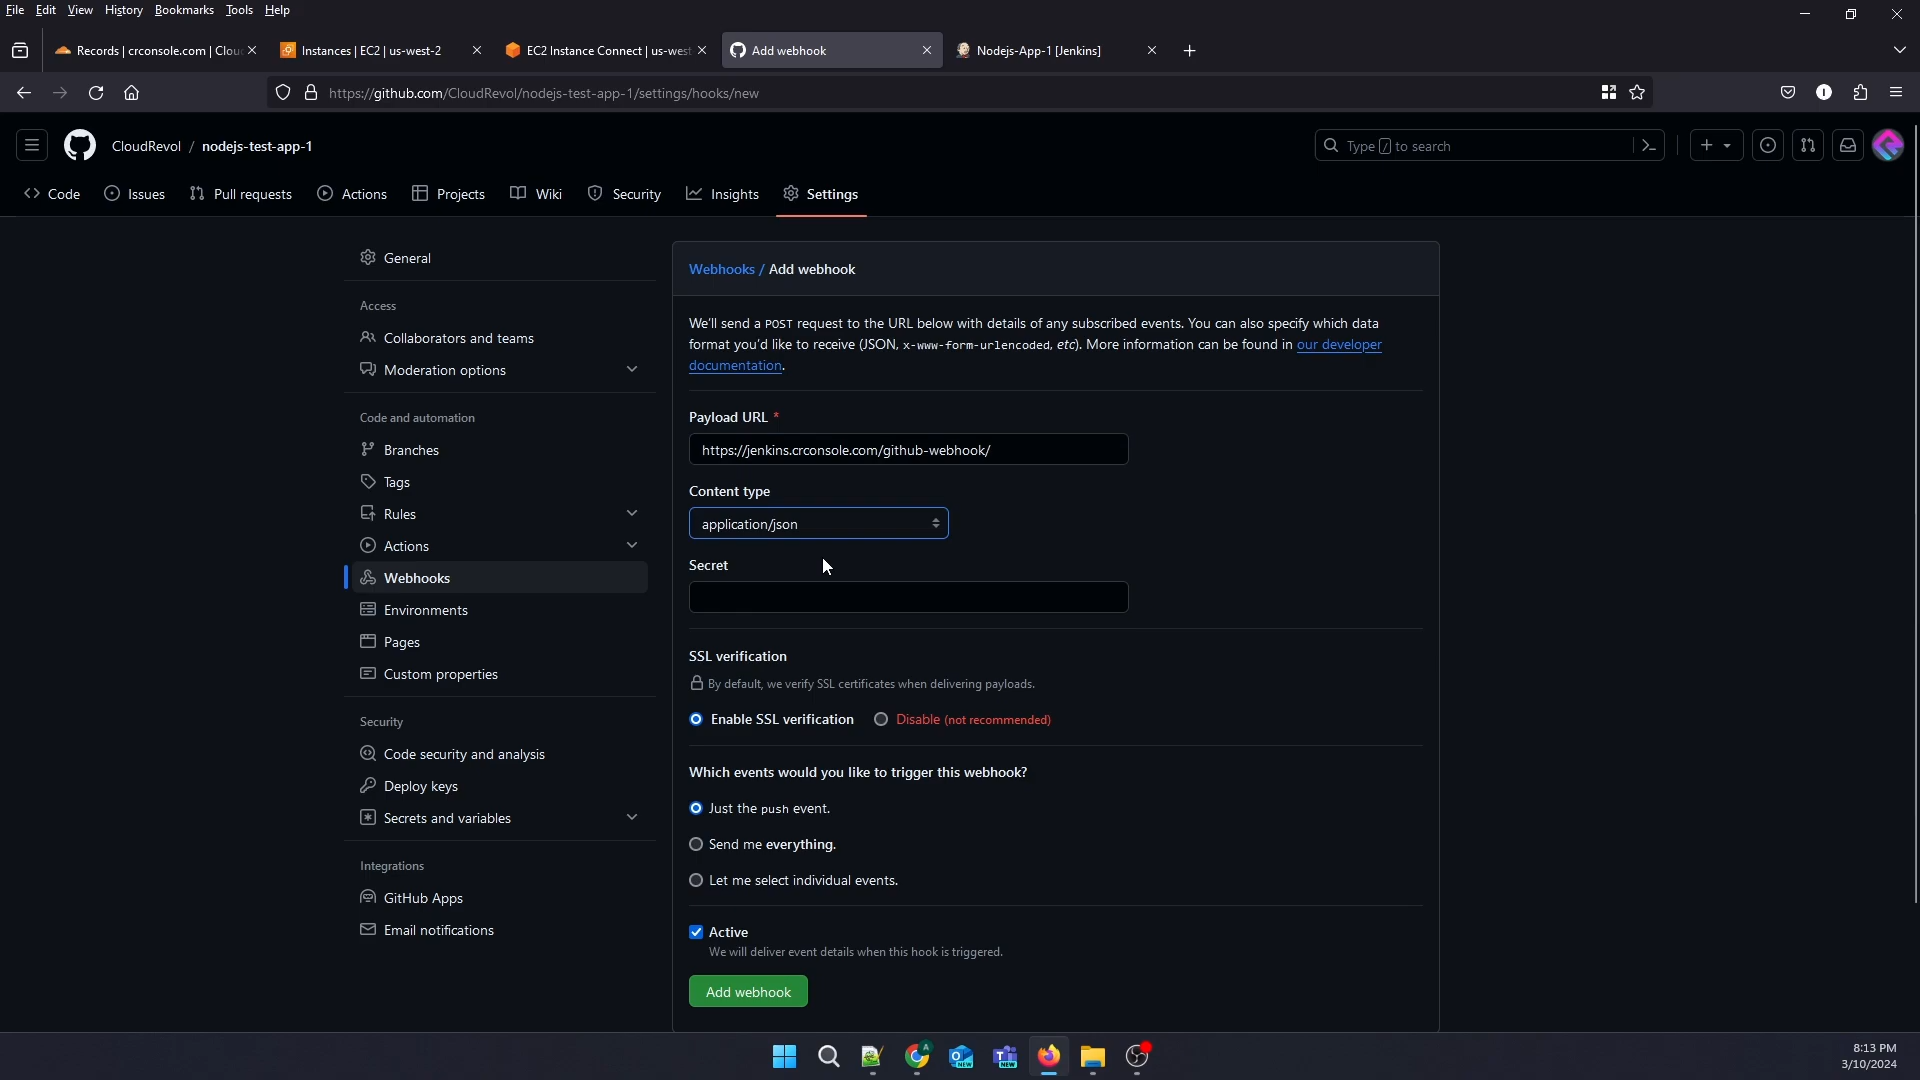 File Edit View History Bookmarks Tools Help
Records | crconsole.com | Clou
Instances | EC2 | us-west-2
EC2 Instance Connect | us-west
Add webhook
Nodejs-App-1 [Jenkins]
https://github.com/CloudRevol/nodejs-test-app-1/settings/hooks/new
CloudRevol / nodejs-test-app-1
Type / to search
Code Issues Pull requests Actions Projects Wiki Security Insights Settings
General
Access
Collaborators and teams
Moderation options
Code and automation
Branches
Tags
Rules
Actions
Webhooks
Environments
Pages
Custom properties
Security
Code security and analysis
Deploy keys
Secrets and variables
Integrations
GitHub Apps
Email notifications
Webhooks / Add webhook
We'll send a POST request to the URL below with details of any subscribed events. You can also specify which data
format you'd like to receive (JSON, x-www-form-urlencoded, etc). More information can be found in our developer
documentation.
Payload URL *
https://jenkins.crconsole.com/github-webhook/
Content type
application/json
Secret
SSL verification
By default, we verify SSL certificates when delivering payloads.
Enable SSL verification Disable (not recommended)
Which events would you like to trigger this webhook?
Just the push event.
Send me everything.
Let me select individual events.
Active
We will deliver event details when this hook is triggered.
Add webhook
8:13 PM
3/10/2024